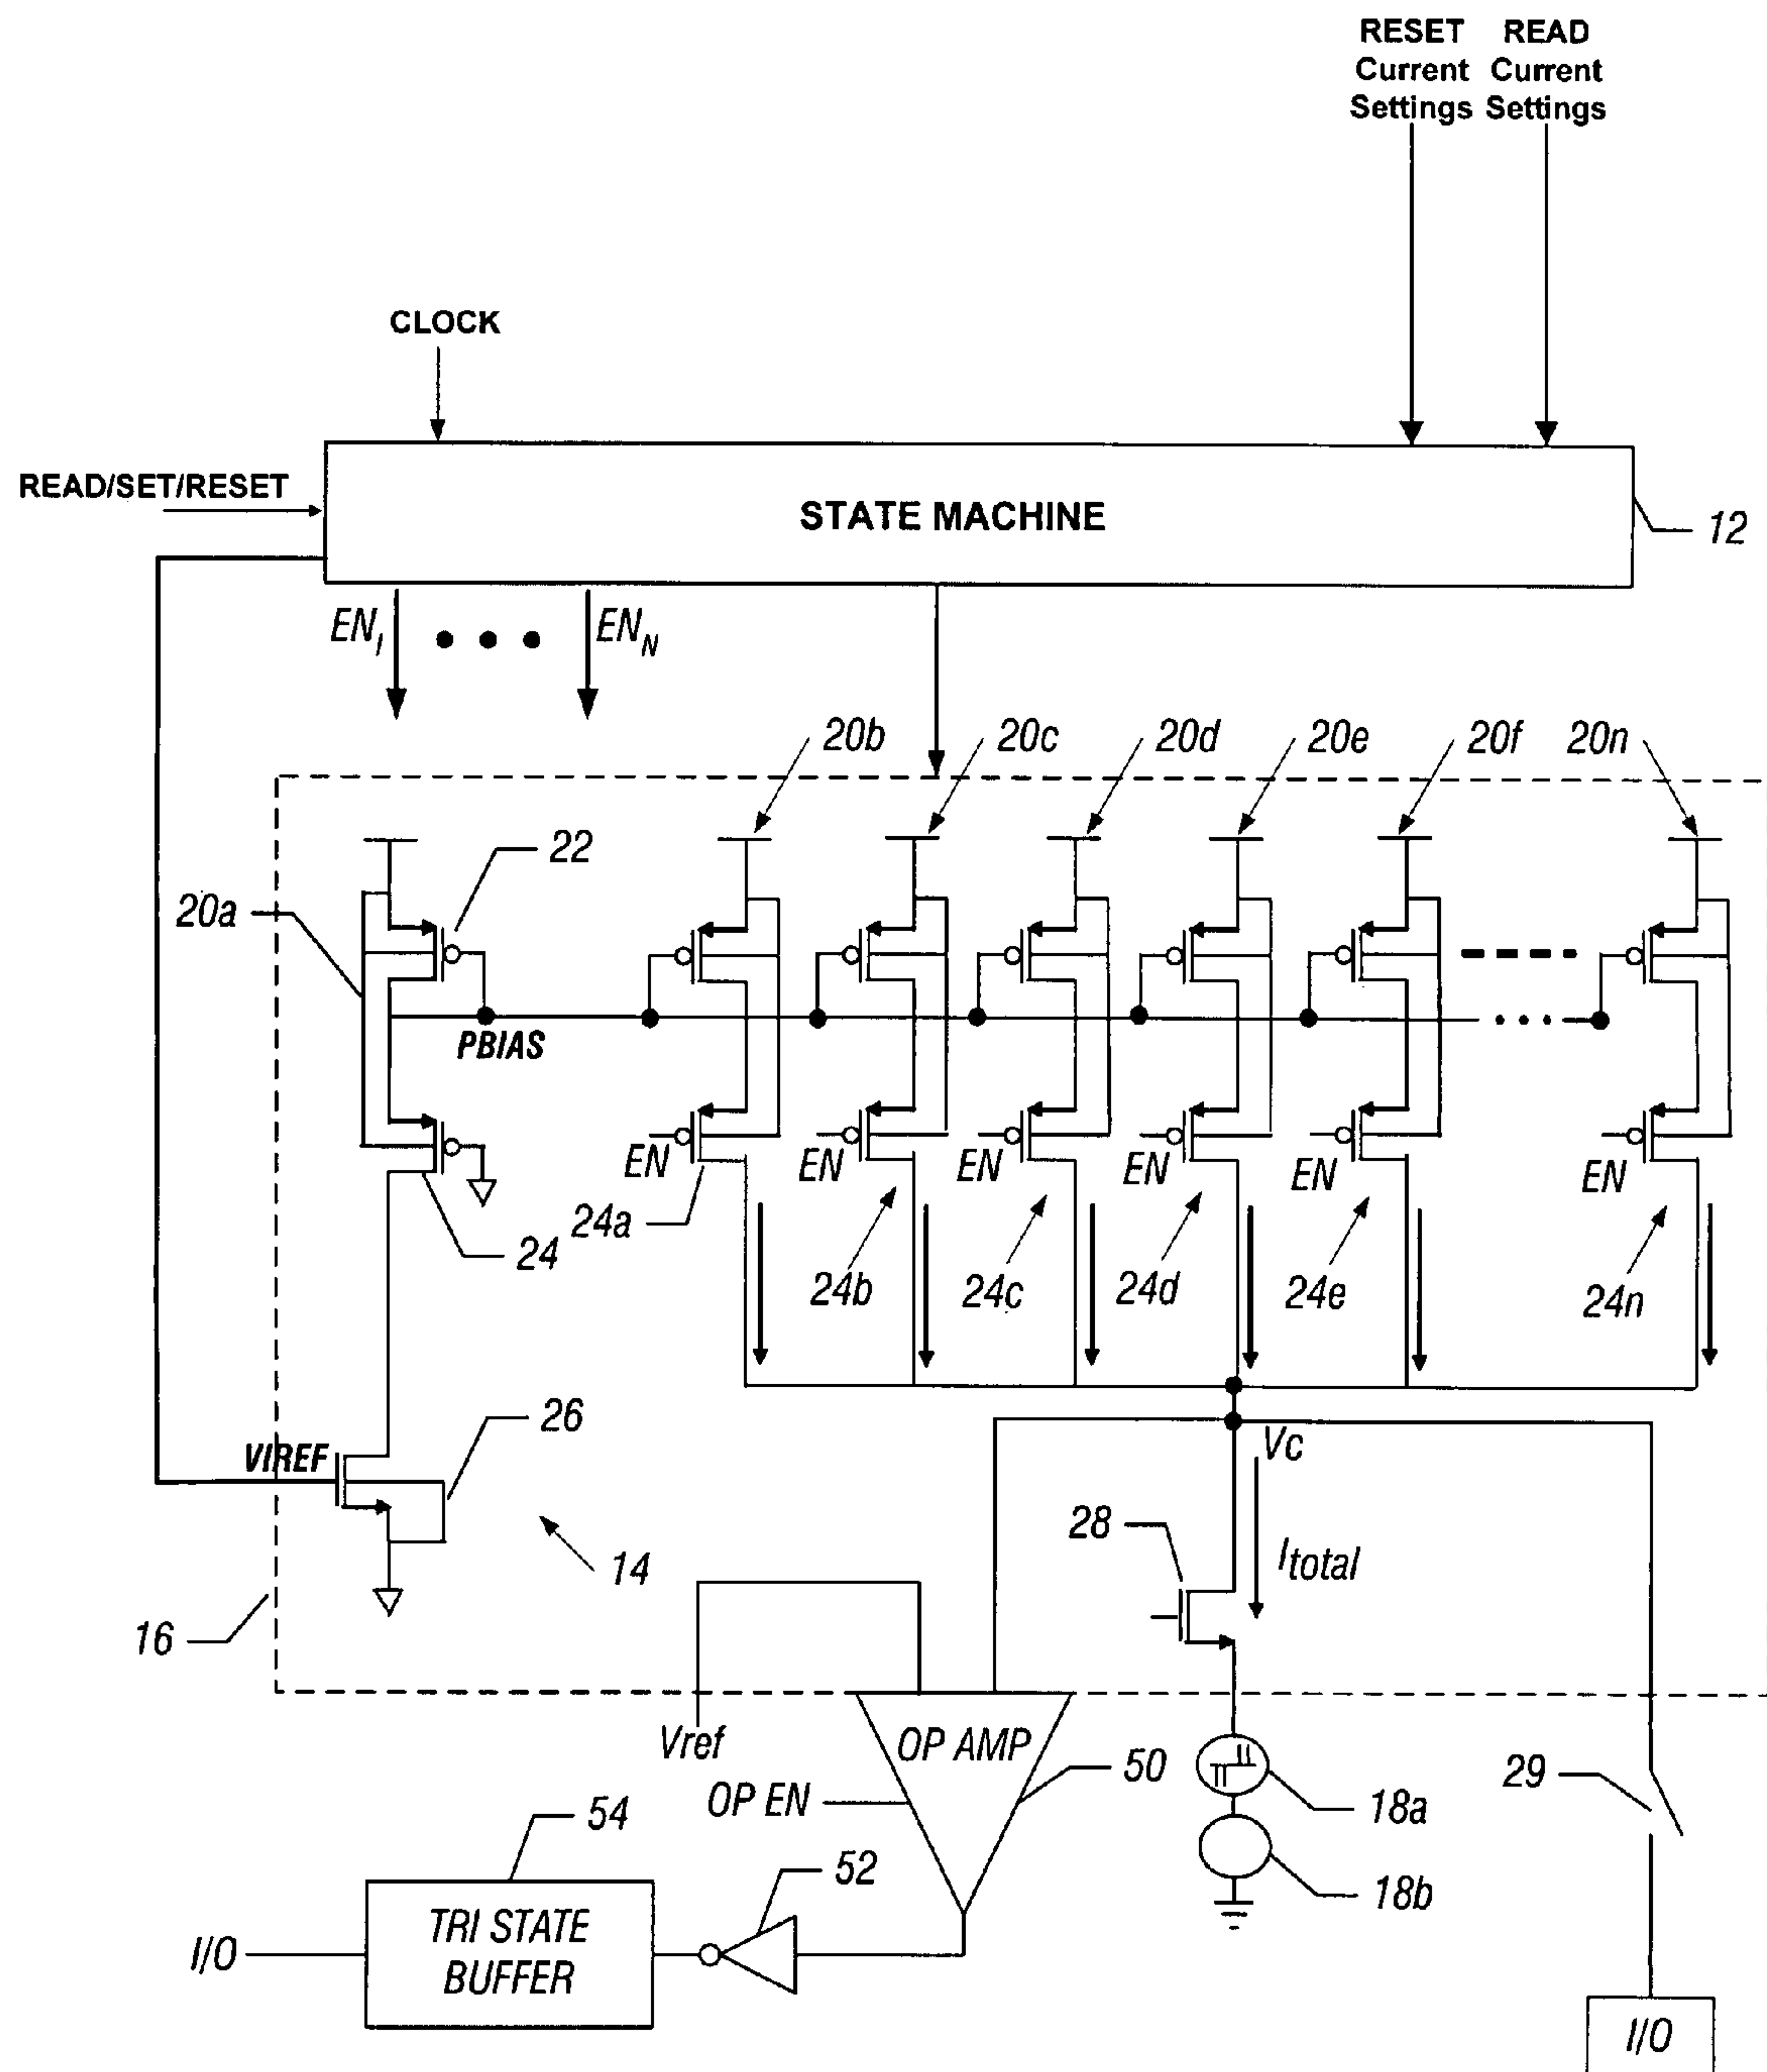 RESET READ
Current Current
Settings Settings
CLOCK
READ/SET/RESET
STATE MACHINE
12
EN1 • • • ENN
20b 20c 20d 20e 20f 20n
22
20a
PBIAS
EN EN EN EN EN EN
24a
24
24b 24c 24d 24e 24n
26
VIREF
Vc
28
Itotal
14
16
Vref
OP AMP
50
29
OP EN
18a
54
52
18b
TRI STATE
BUFFER
I/O
I/O